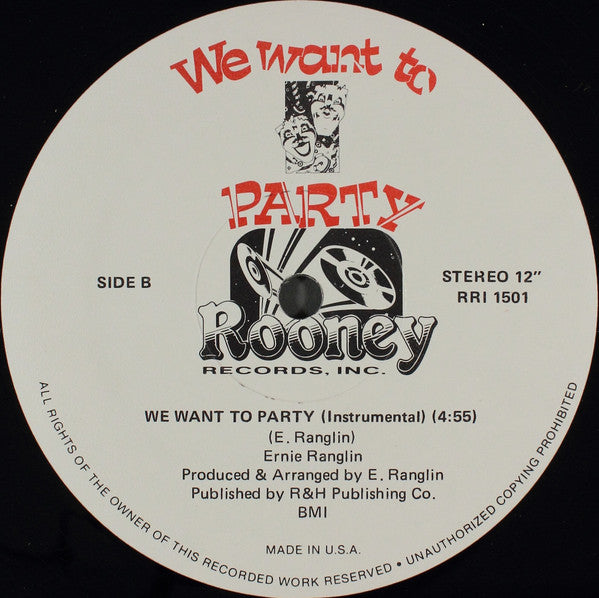 We want to
PARTY
SIDE B
STEREO 12"
RRI 1501
Rooney
RECORDS, INC.
WE WANT TO PARTY (Instrumental) (4:55)
(E. Ranglin)
Ernie Ranglin
Produced & Arranged by E. Ranglin
Published by R&H Publishing Co.
BMI
MADE IN U.S.A.
ALL RIGHTS OF THE OWNER OF THIS RECORDED WORK RESERVED • UNAUTHORIZED COPYING PROHIBITED